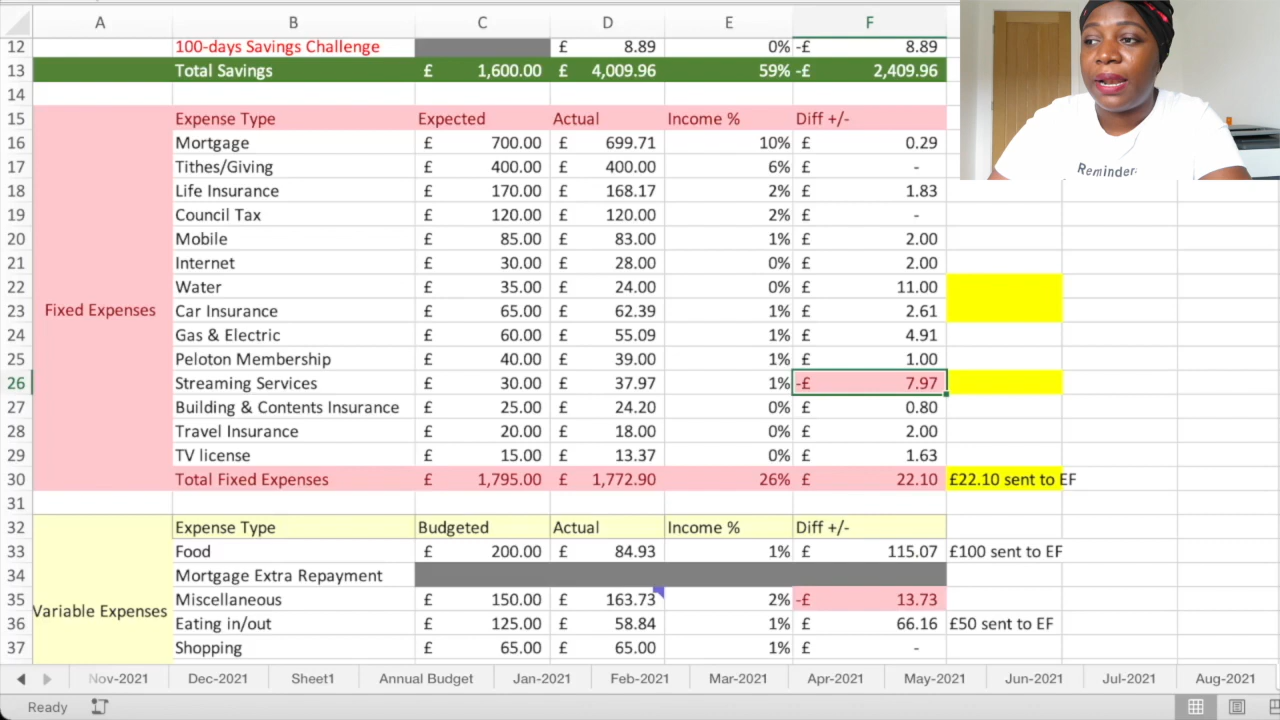 A B C D E F
12 100-days Savings Challenge £ 8.89 0% -£ 8.89
13 Total Savings £ 1,600.00 £ 4,009.96 59% -£ 2,409.96
14
15 Expense Type Expected Actual Income % Diff +/-
16 Mortgage £ 700.00 £ 699.71 10% £ 0.29
17 Tithes/Giving £ 400.00 £ 400.00 6% £ -
18 Life Insurance £ 170.00 £ 168.17 2% £ 1.83
19 Council Tax £ 120.00 £ 120.00 2% £ -
20 Mobile £ 85.00 £ 83.00 1% £ 2.00
21 Internet £ 30.00 £ 28.00 0% £ 2.00
22 Water £ 35.00 £ 24.00 0% £ 11.00
23 Fixed Expenses Car Insurance £ 65.00 £ 62.39 1% £ 2.61
24 Gas & Electric £ 60.00 £ 55.09 1% £ 4.91
25 Peloton Membership £ 40.00 £ 39.00 1% £ 1.00
26 Streaming Services £ 30.00 £ 37.97 1% -£ 7.97
27 Building & Contents Insurance £ 25.00 £ 24.20 0% £ 0.80
28 Travel Insurance £ 20.00 £ 18.00 0% £ 2.00
29 TV license £ 15.00 £ 13.37 0% £ 1.63
30 Total Fixed Expenses £ 1,795.00 £ 1,772.90 26% £ 22.10 £22.10 sent to EF
31
32 Expense Type Budgeted Actual Income % Diff +/-
33 Food £ 200.00 £ 84.93 1% £ 115.07 £100 sent to EF
34 Mortgage Extra Repayment
35 Variable Expenses Miscellaneous £ 150.00 £ 163.73 2% -£ 13.73
36 Eating in/out £ 125.00 £ 58.84 1% £ 66.16 £50 sent to EF
37 Shopping £ 65.00 £ 65.00 1% £ -
Nov-2021 Dec-2021 Sheet1 Annual Budget Jan-2021 Feb-2021 Mar-2021 Apr-2021 May-2021 Jun-2021 Jul-2021 Aug-2021
Ready
Reminder